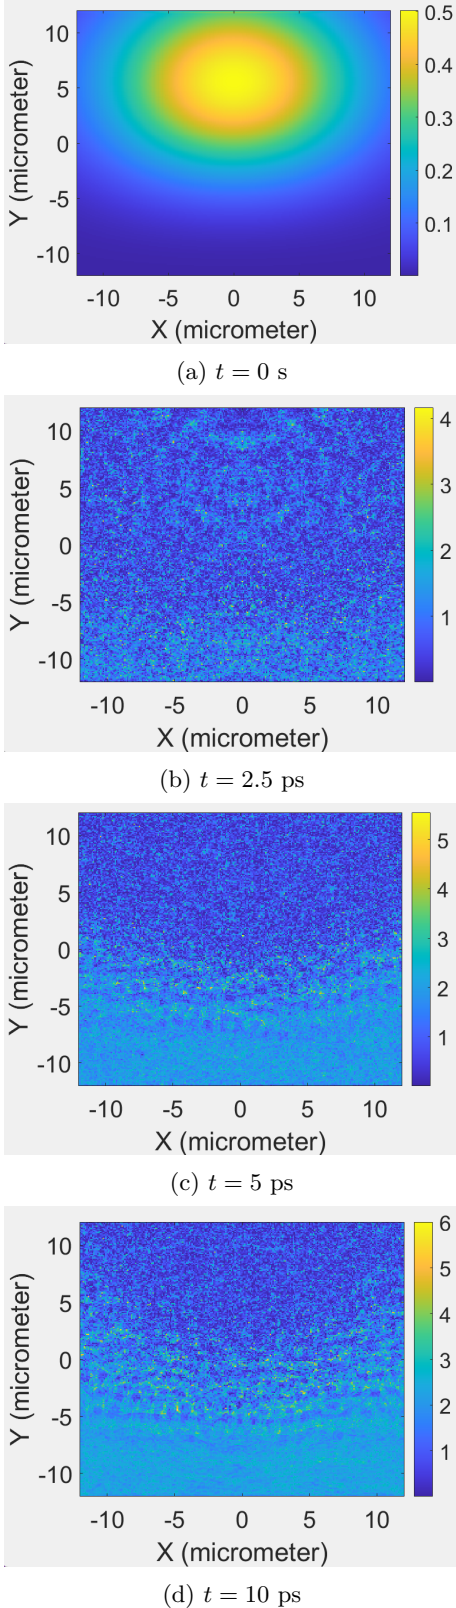 10
5
0
-5
-10
Y (micrometer)
-10 -5 0 5 10
X (micrometer)
0.5
0.4
0.3
0.2
0.1
(a) t = 0 s
10
5
0
-5
-10
Y (micrometer)
-10 -5 0 5 10
X (micrometer)
4
3
2
1
(b) t = 2.5 ps
10
5
0
-5
-10
Y (micrometer)
-10 -5 0 5 10
X (micrometer)
5
4
3
2
1
(c) t = 5 ps
10
5
0
-5
-10
Y (micrometer)
-10 -5 0 5 10
X (micrometer)
6
5
4
3
2
1
(d) t = 10 ps